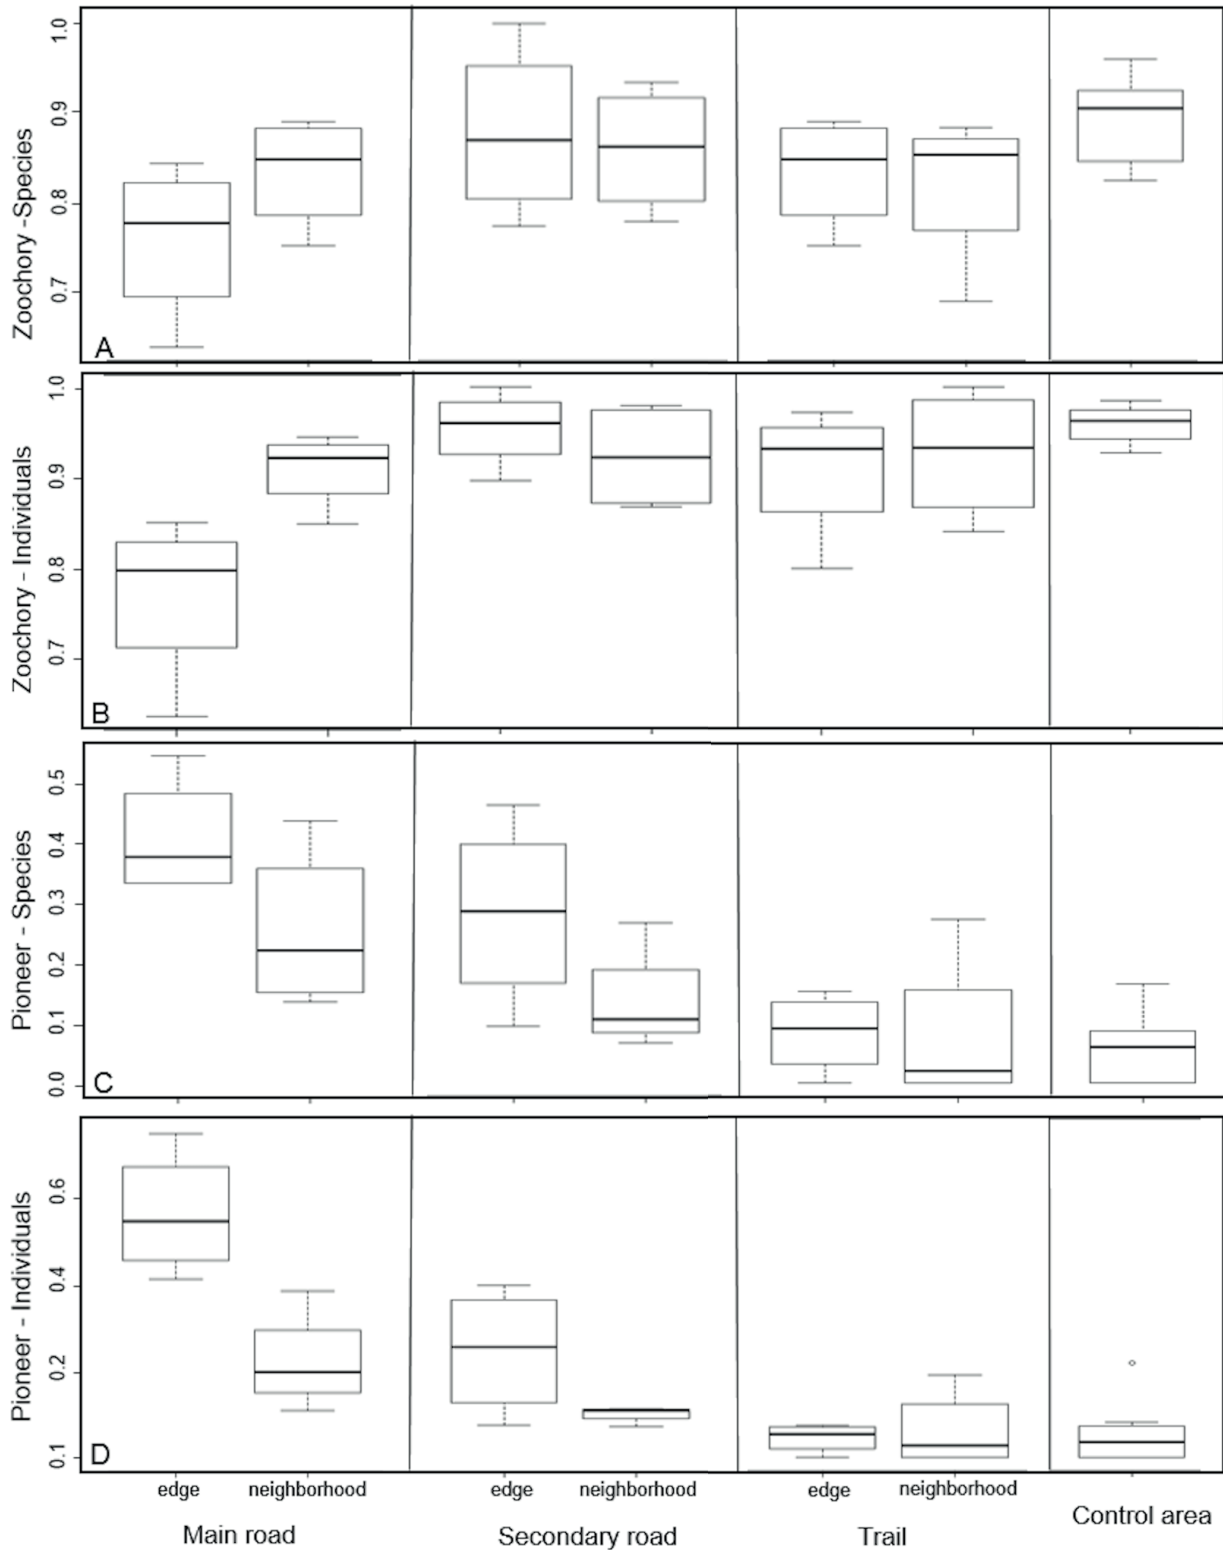 Zoochory -Species
1.0
0.9
0.8
0.7
A
Zoochory - Individuals
1.0
0.9
0.8
0.7
B
Pioneer - Species
0.5
0.4
0.3
0.2
0.1
0.0
C
Pioneer - Individuals
0.6
0.4
0.2
0.1
D
edge neighborhood edge neighborhood edge neighborhood
Main road Secondary road Trail Control area